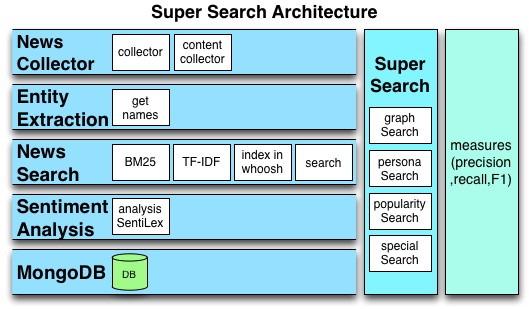 Super Search Architecture
News
Collector
collector
content
collector
Entity
Extraction
get
names
News
Search
BM25
TF-IDF
index in
whoosh
search
Sentiment
Analysis
analysis
SentiLex
MongoDB
DB
Super
Search
graph
Search
persona
Search
popularity
Search
special
Search
measures
(precision
,recall,F1)